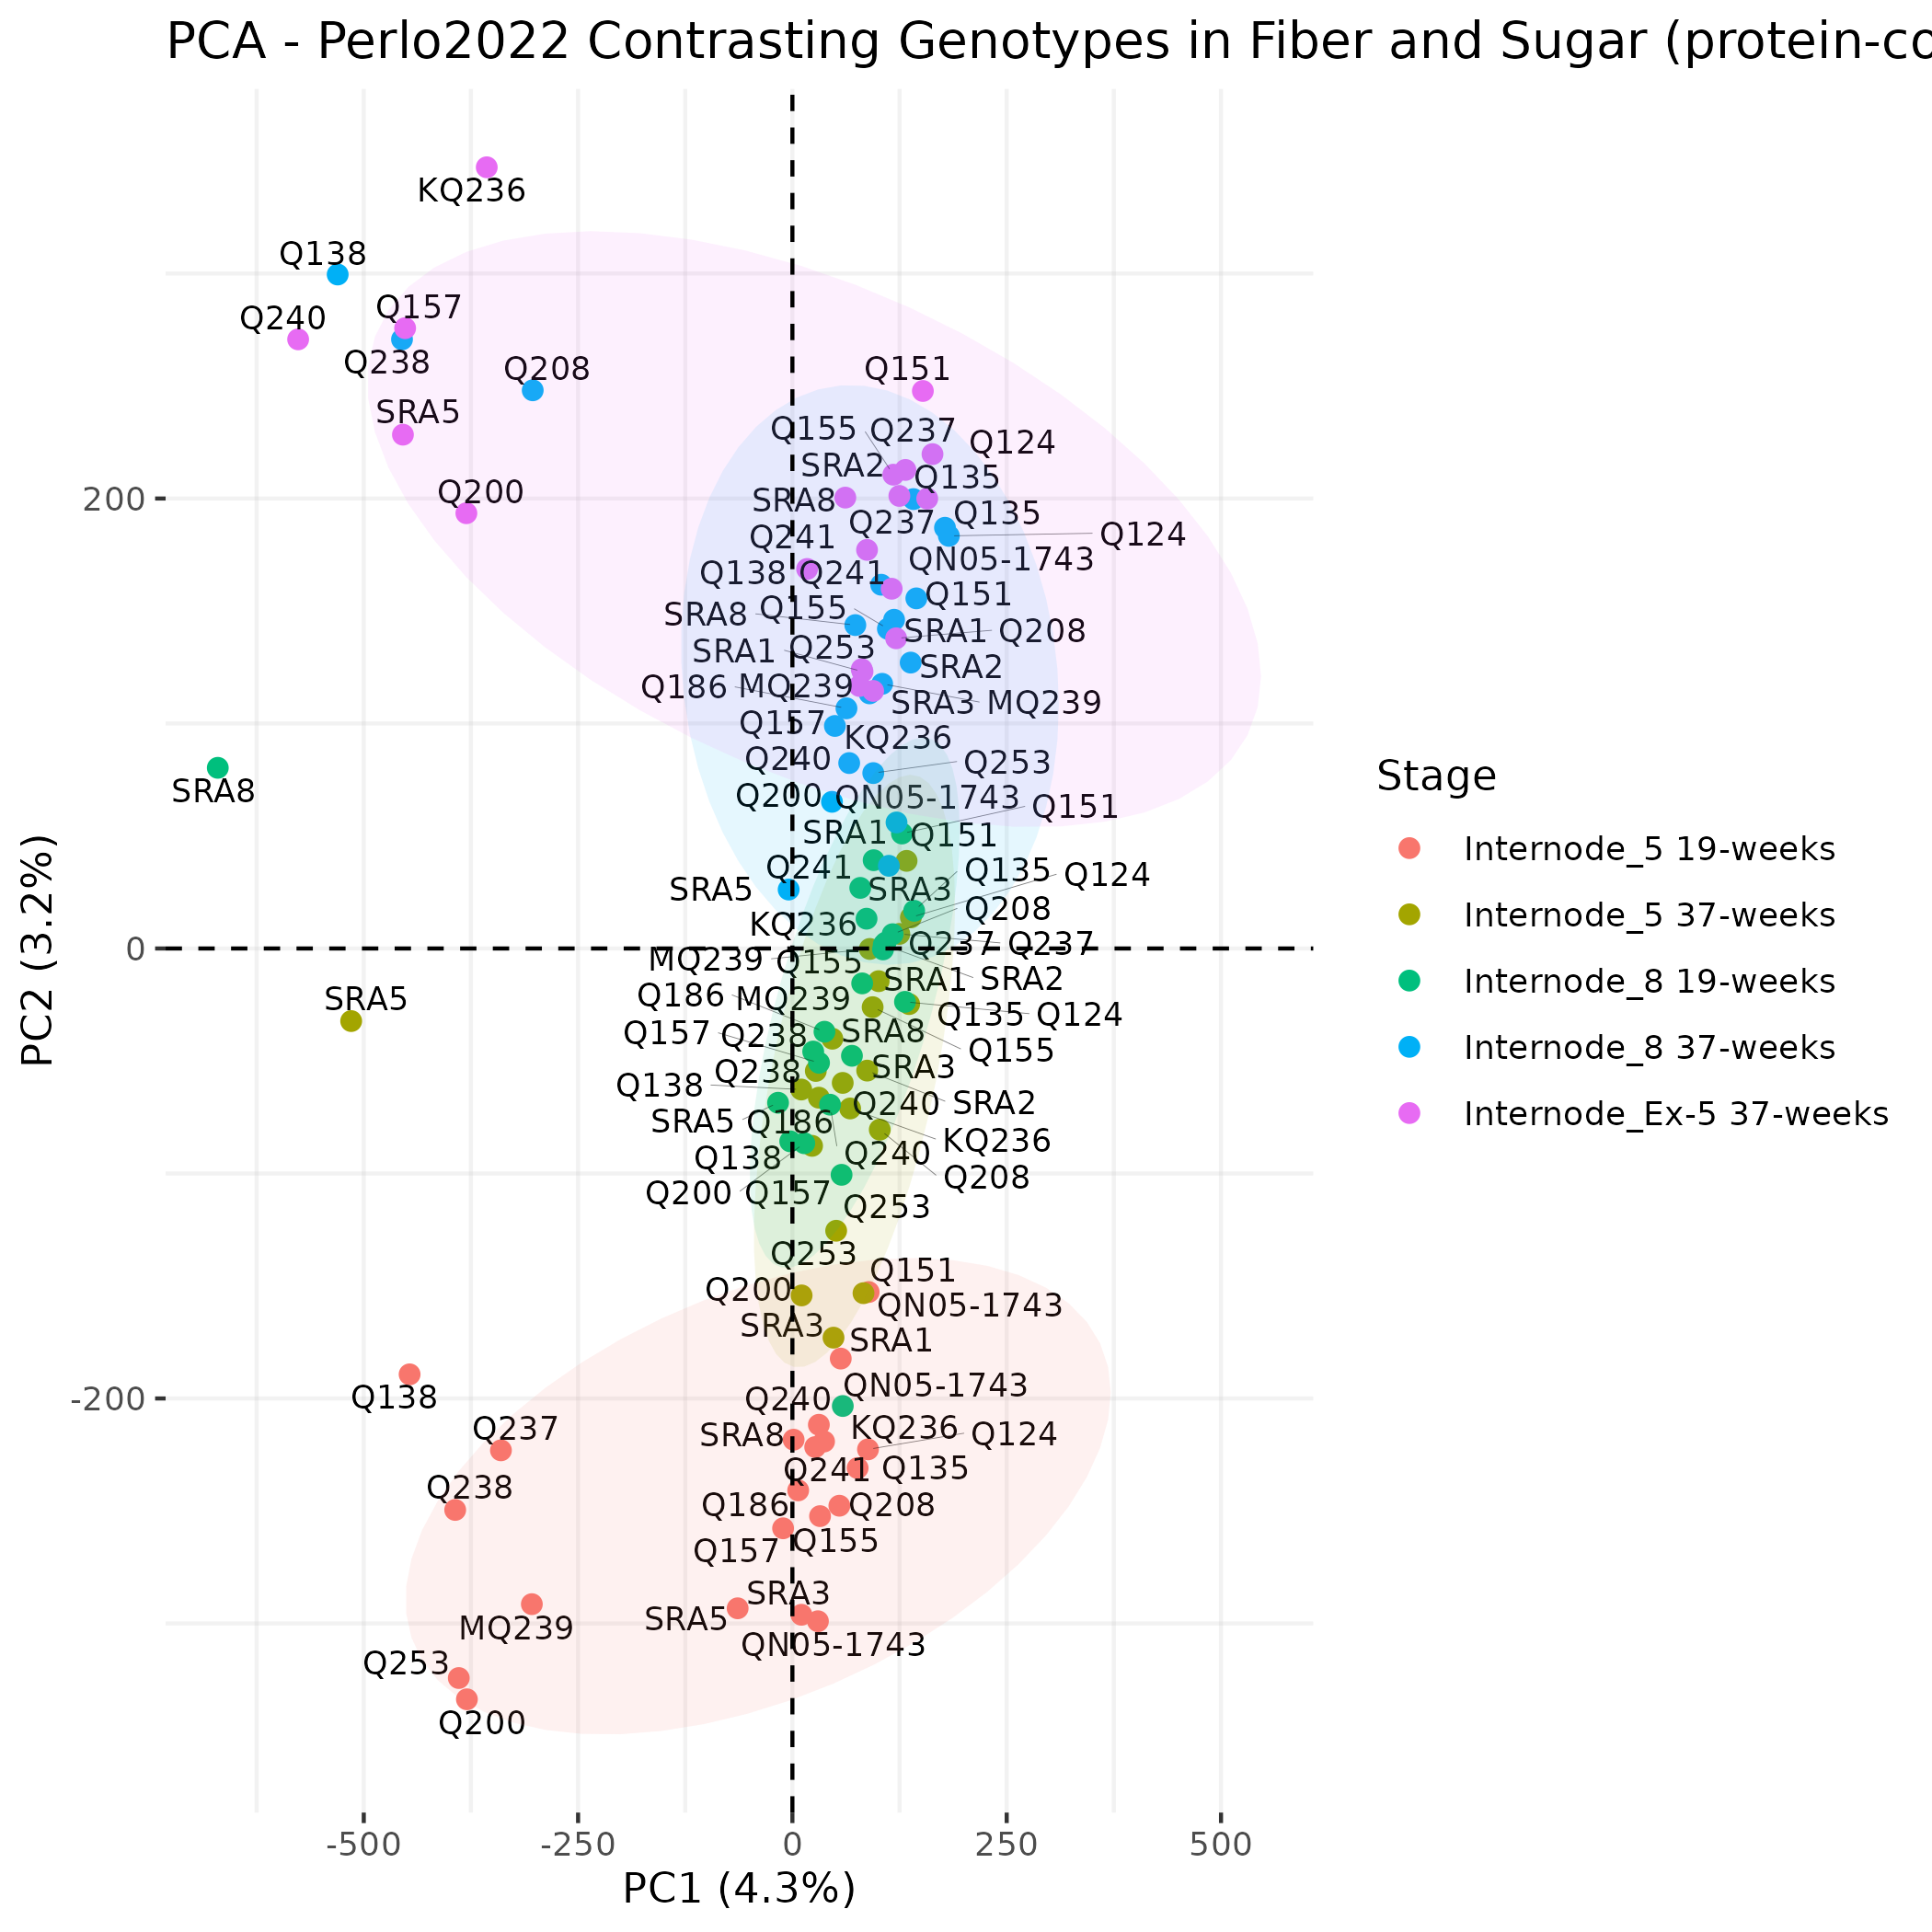 PCA - Perlo2022 Contrasting Genotypes in Fiber and Sugar (protein-co
KQ236
Q138
Q240
Q157
Q238
Q208
Q151
SRA5
Q155
Q237
Q124
SRA2
Q135
Q200
SRA8
Q237
Q135
Q241
Q124
QN05-1743
Q138
Q241
Q151
SRA8
Q155
SRA1
Q208
SRA1
Q253
SRA2
Q186
MQ239
SRA3
MQ239
Q157
KQ236
Q240
Q253
SRA8
Q200
QN05-1743
Q151
SRA1
Q151
Q241
Q135
Q124
SRA5
SRA3
Q208
KQ236
Q237
Q237
MQ239
Q155
SRA1
SRA2
SRA5
Q186
MQ239
Q135
Q124
Q157
Q238
SRA8
Q155
Q238
SRA3
Q138
Q240
SRA2
SRA5
Q186
KQ236
Q138
Q240
Q208
Q200
Q157
Q253
Q253
Q151
Q200
QN05-1743
SRA3
SRA1
QN05-1743
Q138
Q240
Q237
SRA8
KQ236
Q124
Q241
Q135
Q238
Q186
Q208
Q157
Q155
SRA3
MQ239
SRA5
QN05-1743
Q253
Q200
200
0
-200
PC2 (3.2%)
-500
-250
0
250
500
PC1 (4.3%)
Stage
Internode_5 19-weeks
Internode_5 37-weeks
Internode_8 19-weeks
Internode_8 37-weeks
Internode_Ex-5 37-weeks